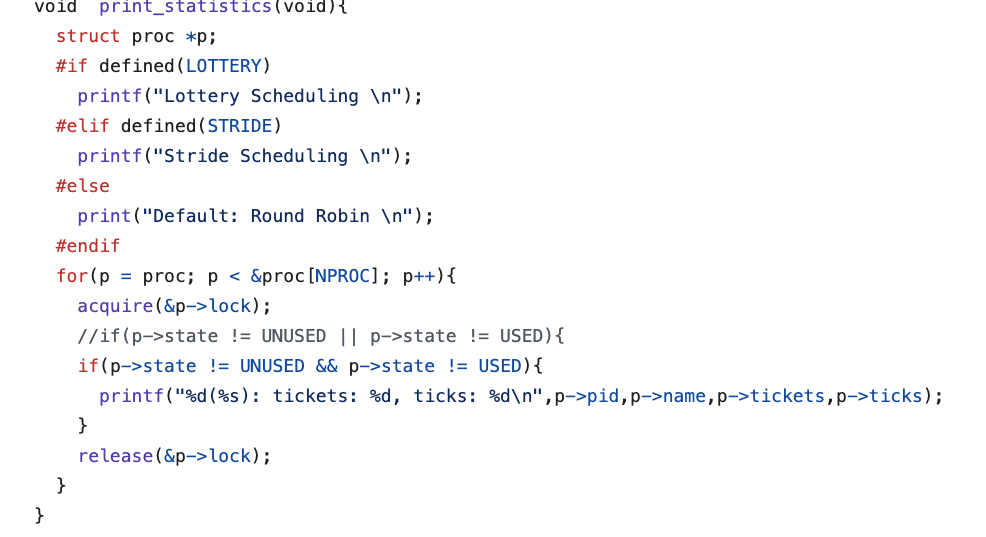 void  print_statistics(void){
  struct proc *p;
  #if defined(LOTTERY)
    printf("Lottery Scheduling \n");
  #elif defined(STRIDE)
    printf("Stride Scheduling \n");
  #else
    print("Default: Round Robin \n");
  #endif
  for(p = proc; p < &proc[NPROC]; p++){
    acquire(&p->lock);
    //if(p->state != UNUSED || p->state != USED){
    if(p->state != UNUSED && p->state != USED){
      printf("%d(%s): tickets: %d, ticks: %d\n",p->pid,p->name,p->tickets,p->ticks);
    }
    release(&p->lock);
  }
}